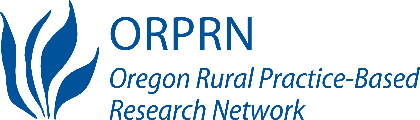 ORPRN
Oregon Rural Practice-Based
Research Network